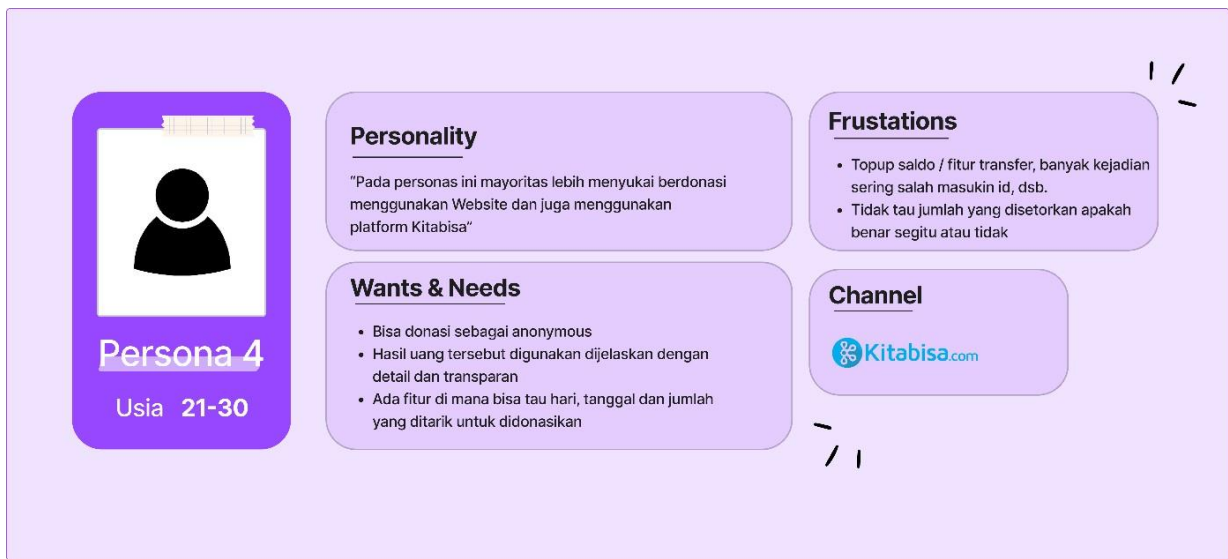 Persona 4
Usia 21-30
Personality
"Pada personas ini mayoritas lebih menyukai berdonasi
menggunakan Website dan juga menggunakan
platform Kitabisa"
Wants & Needs
• Bisa donasi sebagai anonymous
• Hasil uang tersebut digunakan dijelaskan dengan
detail dan transparan
• Ada fitur di mana bisa tau hari, tanggal dan jumlah
yang ditarik untuk didonasikan
Frustations
• Topup saldo / fitur transfer, banyak kejadian
sering salah masukin id, dsb.
• Tidak tau jumlah yang disetorkan apakah
benar segitu atau tidak
Channel
Kitabisa.com